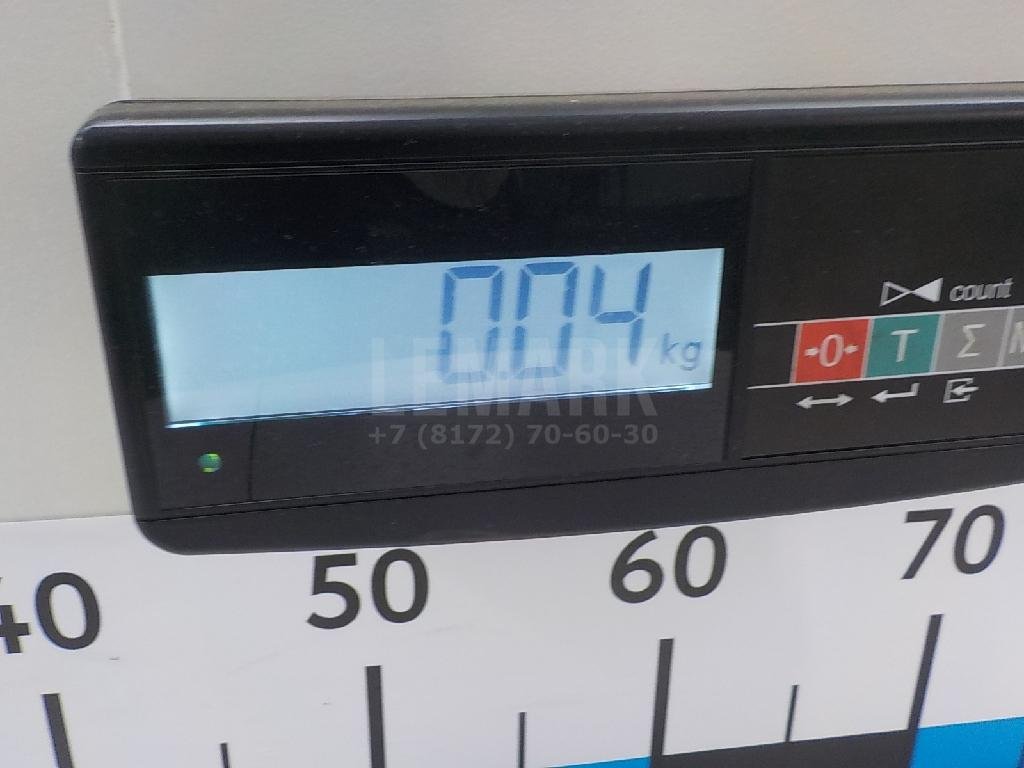 0.04 kg
count
→0← T Σ
LEMARK
+7 (8172) 70-60-30
40 50 60 70